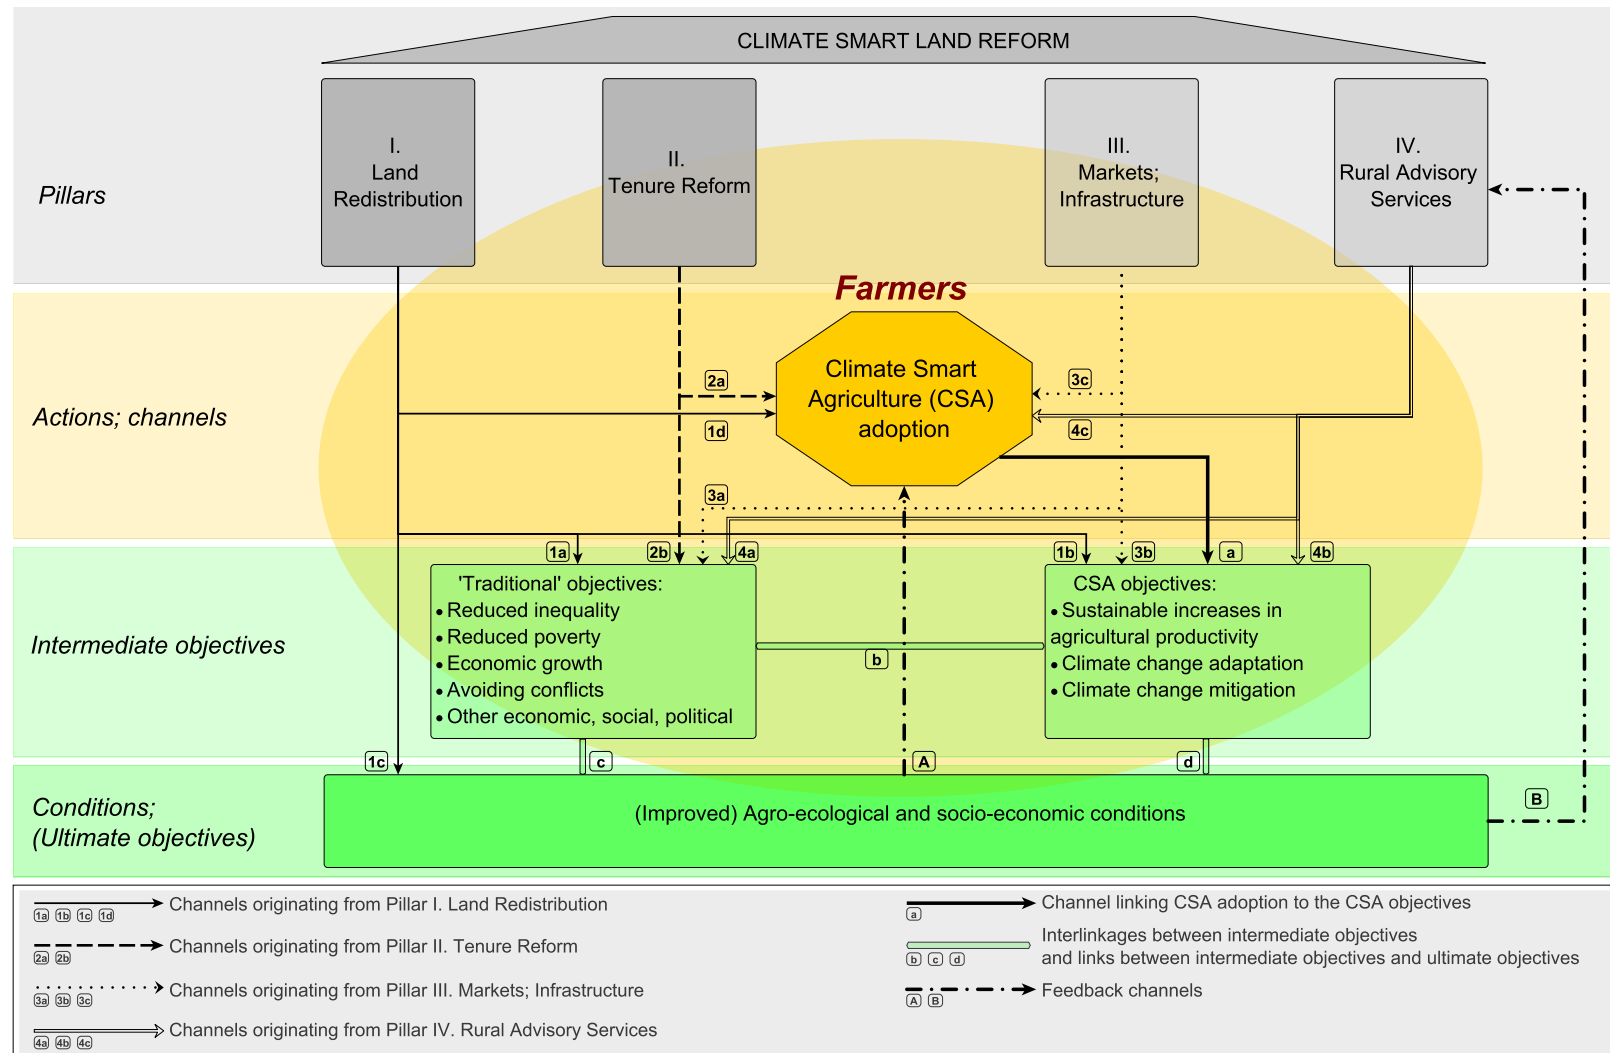 CLIMATE SMART LAND REFORM
I.
Land
Redistribution
II.
Tenure Reform
III.
Markets;
Infrastructure
IV.
Rural Advisory
Services
Pillars
Farmers
Climate Smart
Agriculture (CSA)
adoption
Actions; channels
2a
1d
3c
4c
3a
1a
2b
4a
1b
3b
a
4b
Intermediate objectives
'Traditional' objectives:
• Reduced inequality
• Reduced poverty
• Economic growth
• Avoiding conflicts
• Other economic, social, political
b
CSA objectives:
• Sustainable increases in
agricultural productivity
• Climate change adaptation
• Climate change mitigation
1c
c
A
d
Conditions;
(Ultimate objectives)
(Improved) Agro-ecological and socio-economic conditions
B
Channels originating from Pillar I. Land Redistribution
1a 1b 1c 1d
Channels originating from Pillar II. Tenure Reform
2a 2b
Channels originating from Pillar III. Markets; Infrastructure
3a 3b 3c
Channels originating from Pillar IV. Rural Advisory Services
4a 4b 4c
Channel linking CSA adoption to the CSA objectives
a
Interlinkages between intermediate objectives
and links between intermediate objectives and ultimate objectives
b c d
Feedback channels
A B